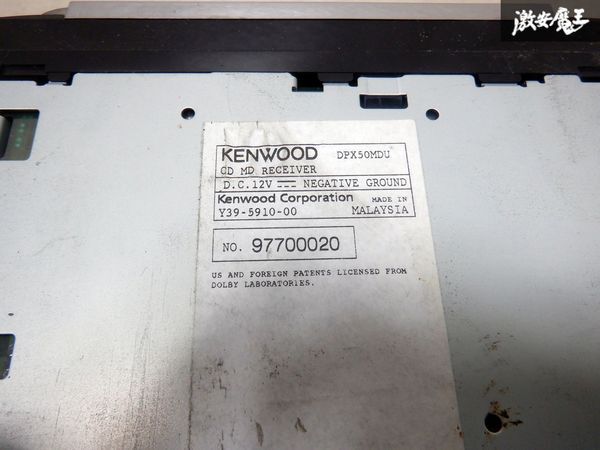 激安魔王
KENWOOD DPX50MDU
CD MD RECEIVER
D.C.12V NEGATIVE GROUND
Kenwood Corporation MADE IN
Y39-5910-00 MALAYSIA
NO. 97700020
US AND FOREIGN PATENTS LICENSED FROM
DOLBY LABORATORIES.